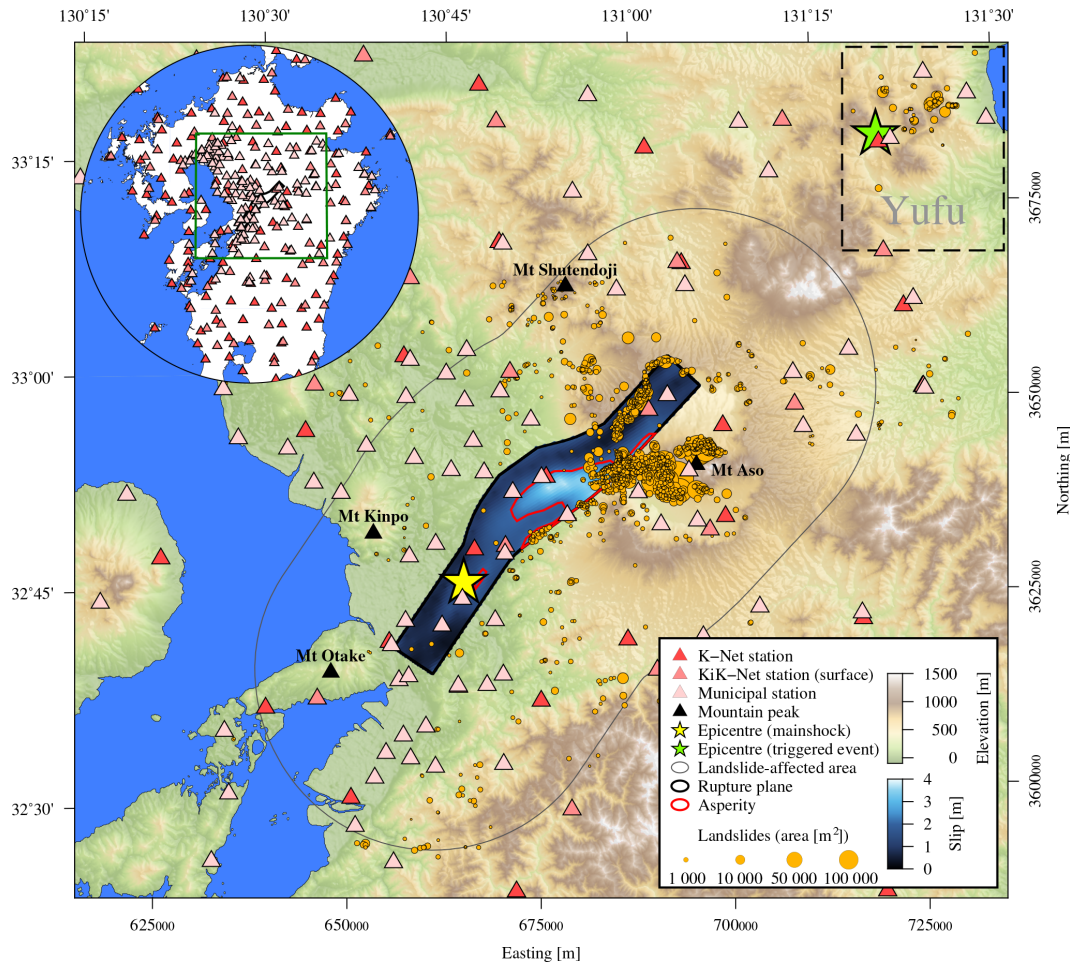 130°15' 130°30' 130°45' 131°00' 131°15' 131°30'
33°15'
33°00'
32°45'
32°30'
3675000
3650000
3625000
3600000
Northing [m]
Yufu
Mt Shutendoji
Mt Aso
Mt Kinpo
Mt Otake
K−Net station
KiK−Net station (surface)
Municipal station
Mountain peak
Epicentre (mainshock)
Epicentre (triggered event)
Landslide-affected area
Rupture plane
Asperity
Landslides (area [m²])
1 000 10 000 50 000 100 000
1500
1000
500
0
Elevation [m]
4
3
2
1
0
Slip [m]
625000 650000 675000 700000 725000
Easting [m]